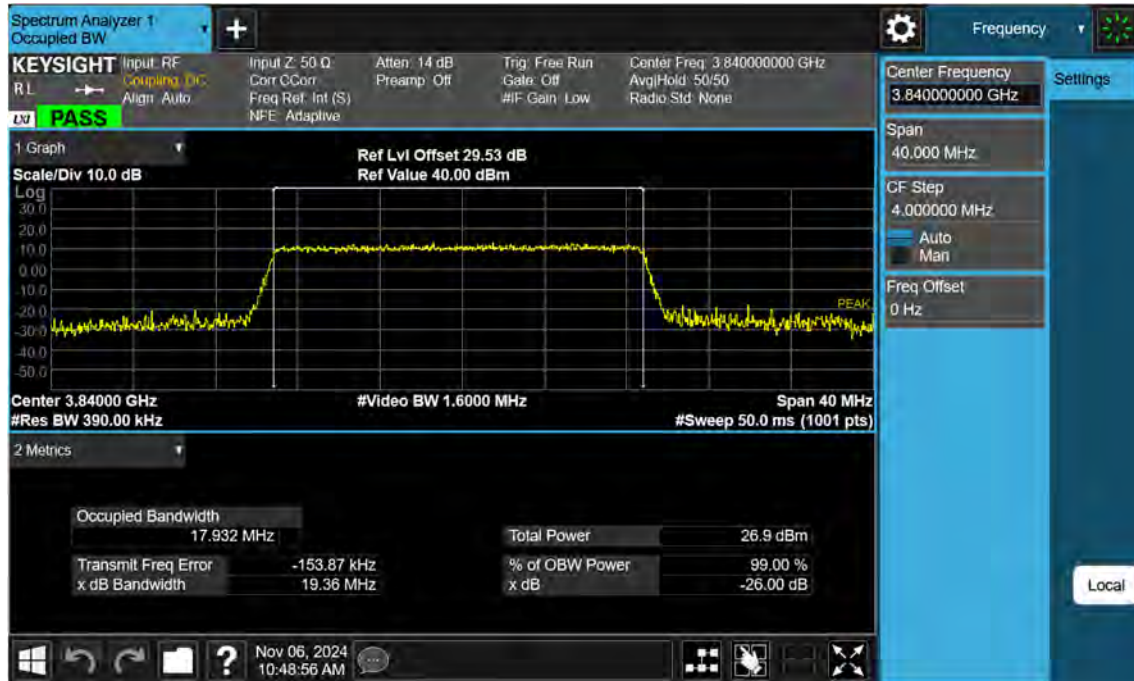 Spectrum Analyzer 1
Occupied BW
Frequency
KEYSIGHT
RL
LXI
PASS
Input: RF
Coupling: DC
Align: Auto
Input Z: 50 Ω
Corr CCorr
Freq Ref: Int (S)
NFE: Adaptive
Atten: 14 dB
Preamp: Off
Trig: Free Run
Gate: Off
#IF Gain: Low
Center Freq: 3.840000000 GHz
Avg|Hold: 50/50
Radio Std: None
Center Frequency
3.840000000 GHz
Settings
Span
40.000 MHz
CF Step
4.000000 MHz
Auto
Man
Freq Offset
0 Hz
Local
1 Graph
Scale/Div 10.0 dB
Ref Lvl Offset 29.53 dB
Ref Value 40.00 dBm
Log
30.0
20.0
10.0
0.00
-10.0
-20.0
-30.0
-40.0
-50.0
PEAK
Center 3.84000 GHz
#Video BW 1.6000 MHz
Span 40 MHz
#Res BW 390.00 kHz
#Sweep 50.0 ms (1001 pts)
2 Metrics
Occupied Bandwidth
17.932 MHz
Total Power 26.9 dBm
Transmit Freq Error -153.87 kHz
% of OBW Power 99.00 %
x dB Bandwidth 19.36 MHz
x dB -26.00 dB
?
Nov 06, 2024
10:48:56 AM